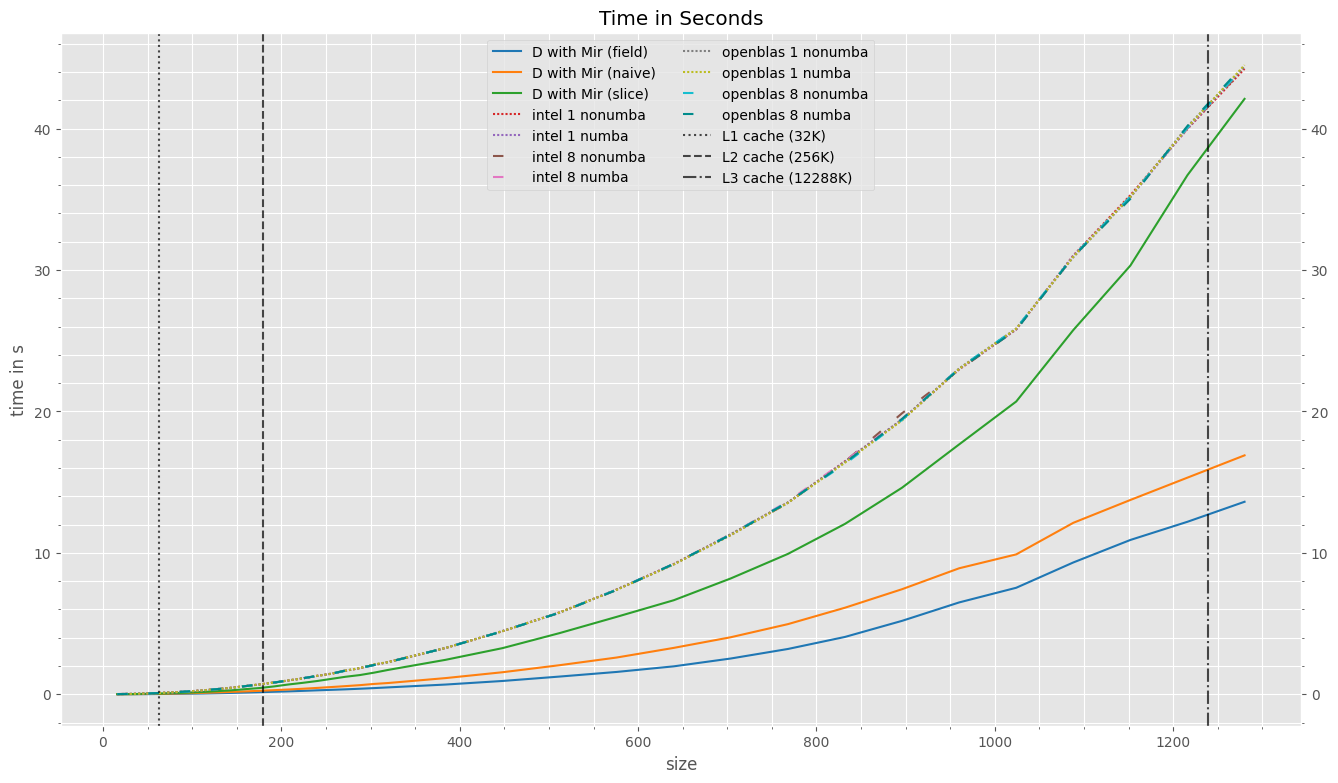 Time in Seconds
D with Mir (field)
D with Mir (naive)
D with Mir (slice)
intel 1 nonumba
intel 1 numba
intel 8 nonumba
intel 8 numba
openblas 1 nonumba
openblas 1 numba
openblas 8 nonumba
openblas 8 numba
L1 cache (32K)
L2 cache (256K)
L3 cache (12288K)
time in s
40
30
20
10
0
40
30
20
10
0
0 200 400 600 800 1000 1200
size